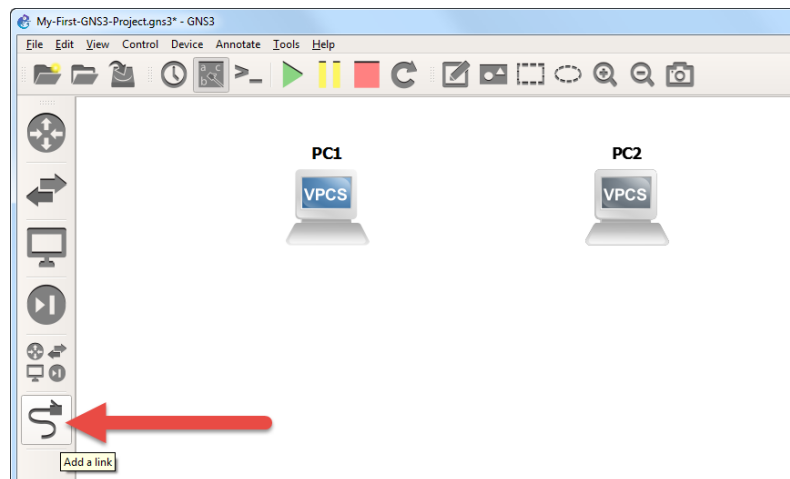 My-First-GNS3-Project.gns3* - GNS3
File Edit View Control Device Annotate Tools Help
a c
b
>_
PC1
PC2
VPCS
VPCS
Add a link